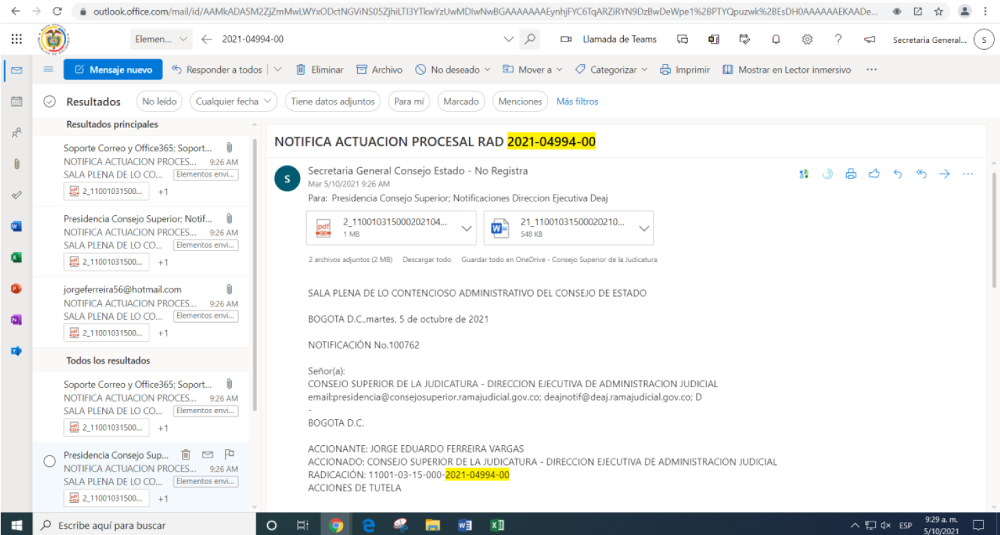 outlook.office.com/mail/id/AAMkADA5M2ZjZmMwLWYxODctNGViNS05ZjhiLTI3YTkwYzUwMDIwNwBGAAAAAAAEynhjFYC6TqARZiRYN9DzBwDeWpe1%2BPTYQpuzwk%2BEsDH0AAAAAAEKAADe...
Elemen... 2021-04994-00 Llamada de Teams Secretaria General... S
Mensaje nuevo Responder a todos Eliminar Archivo No deseado Mover a Categorizar Imprimir Mostrar en Lector inmersivo ...
Resultados No leído Cualquier fecha Tiene datos adjuntos Para mí Marcado Menciones Más filtros
Resultados principales
Soporte Correo y Office365; Soport...
NOTIFICA ACTUACION PROCES... 9:26 AM
SALA PLENA DE LO CO... Elementos envi...
2_11001031500... +1
Presidencia Consejo Superior; Notif...
NOTIFICA ACTUACION PROCES... 9:26 AM
SALA PLENA DE LO CO... Elementos envi...
2_11001031500... +1
jorgeferreira56@hotmail.com
NOTIFICA ACTUACION PROCES... 9:26 AM
SALA PLENA DE LO CO... Elementos envi...
2_11001031500... +1
Todos los resultados
Soporte Correo y Office365; Soport...
NOTIFICA ACTUACION PROCES... 9:26 AM
SALA PLENA DE LO CO... Elementos envi...
2_11001031500... +1
Presidencia Consejo Sup...
NOTIFICA ACTUACION PROCES... 9:26 AM
SALA PLENA DE LO CO... Elementos envi...
2_11001031500... +1
NOTIFICA ACTUACION PROCESAL RAD 2021-04994-00
S
Secretaria General Consejo Estado - No Registra
Mar 5/10/2021 9:26 AM
Para: Presidencia Consejo Superior; Notificaciones Direccion Ejecutiva Deaj
pdf 2_110010315000202104... 1 MB
W 21_11001031500020210... 548 KB
2 archivos adjuntos (2 MB) Descargar todo Guardar todo en OneDrive - Consejo Superior de la Judicatura
SALA PLENA DE LO CONTENCIOSO ADMINISTRATIVO DEL CONSEJO DE ESTADO
BOGOTA D.C.,martes, 5 de octubre de 2021
NOTIFICACIÓN No.100762
Señor(a):
CONSEJO SUPERIOR DE LA JUDICATURA - DIRECCION EJECUTIVA DE ADMINISTRACION JUDICIAL
email:presidencia@consejosuperior.ramajudicial.gov.co; deajnotif@deaj.ramajudicial.gov.co; D
-
BOGOTA D.C.
ACCIONANTE: JORGE EDUARDO FERREIRA VARGAS
ACCIONADO: CONSEJO SUPERIOR DE LA JUDICATURA - DIRECCION EJECUTIVA DE ADMINISTRACION JUDICIAL
RADICACIÓN: 11001-03-15-000-2021-04994-00
ACCIONES DE TUTELA
Escribe aquí para buscar
ESP
9:29 a. m.
5/10/2021